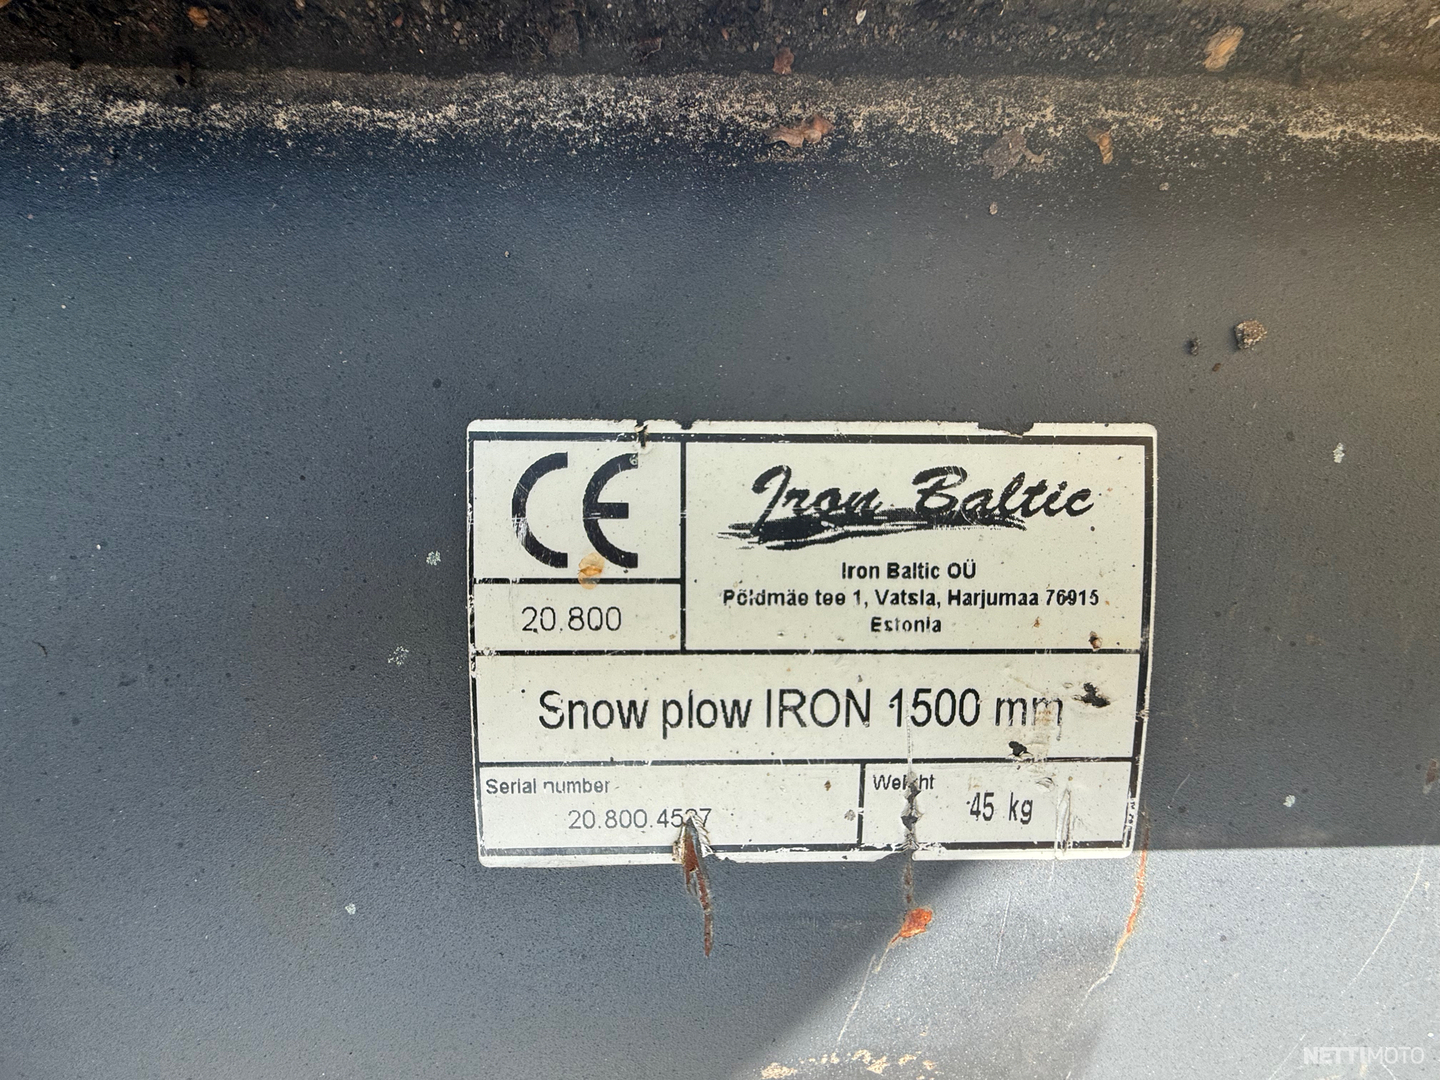 CE
Iron Baltic
Iron Baltic OÜ
Põldmäe tee 1, Vatsla, Harjumaa 76915
Estonia
20.800
Snow plow IRON 1500 mm
Serial number
Weight
45 kg
NETTIMOTO